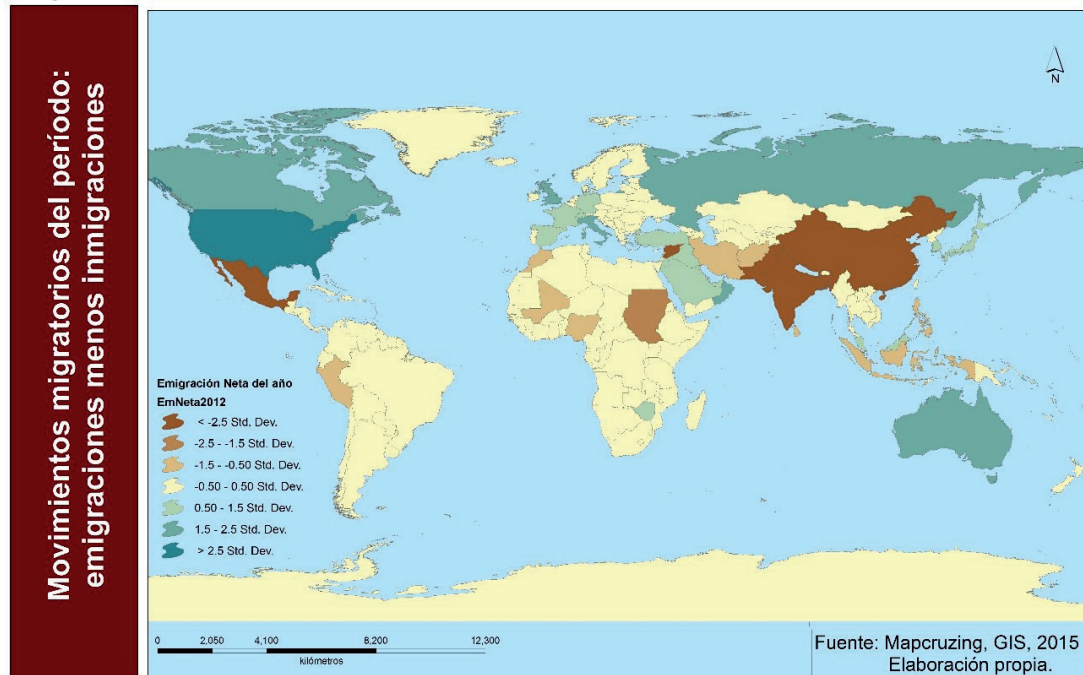 Movimientos migratorios del período:
emigraciones menos inmigraciones
N
Emigración Neta del año
EmNeta2012
< -2.5 Std. Dev.
-2.5 - -1.5 Std. Dev.
-1.5 - -0.50 Std. Dev.
-0.50 - 0.50 Std. Dev.
0.50 - 1.5 Std. Dev.
1.5 - 2.5 Std. Dev.
> 2.5 Std. Dev.
0 2,050 4,100 8,200 12,300
kilómetros
Fuente: Mapcruzing, GIS, 2015
Elaboración propia.